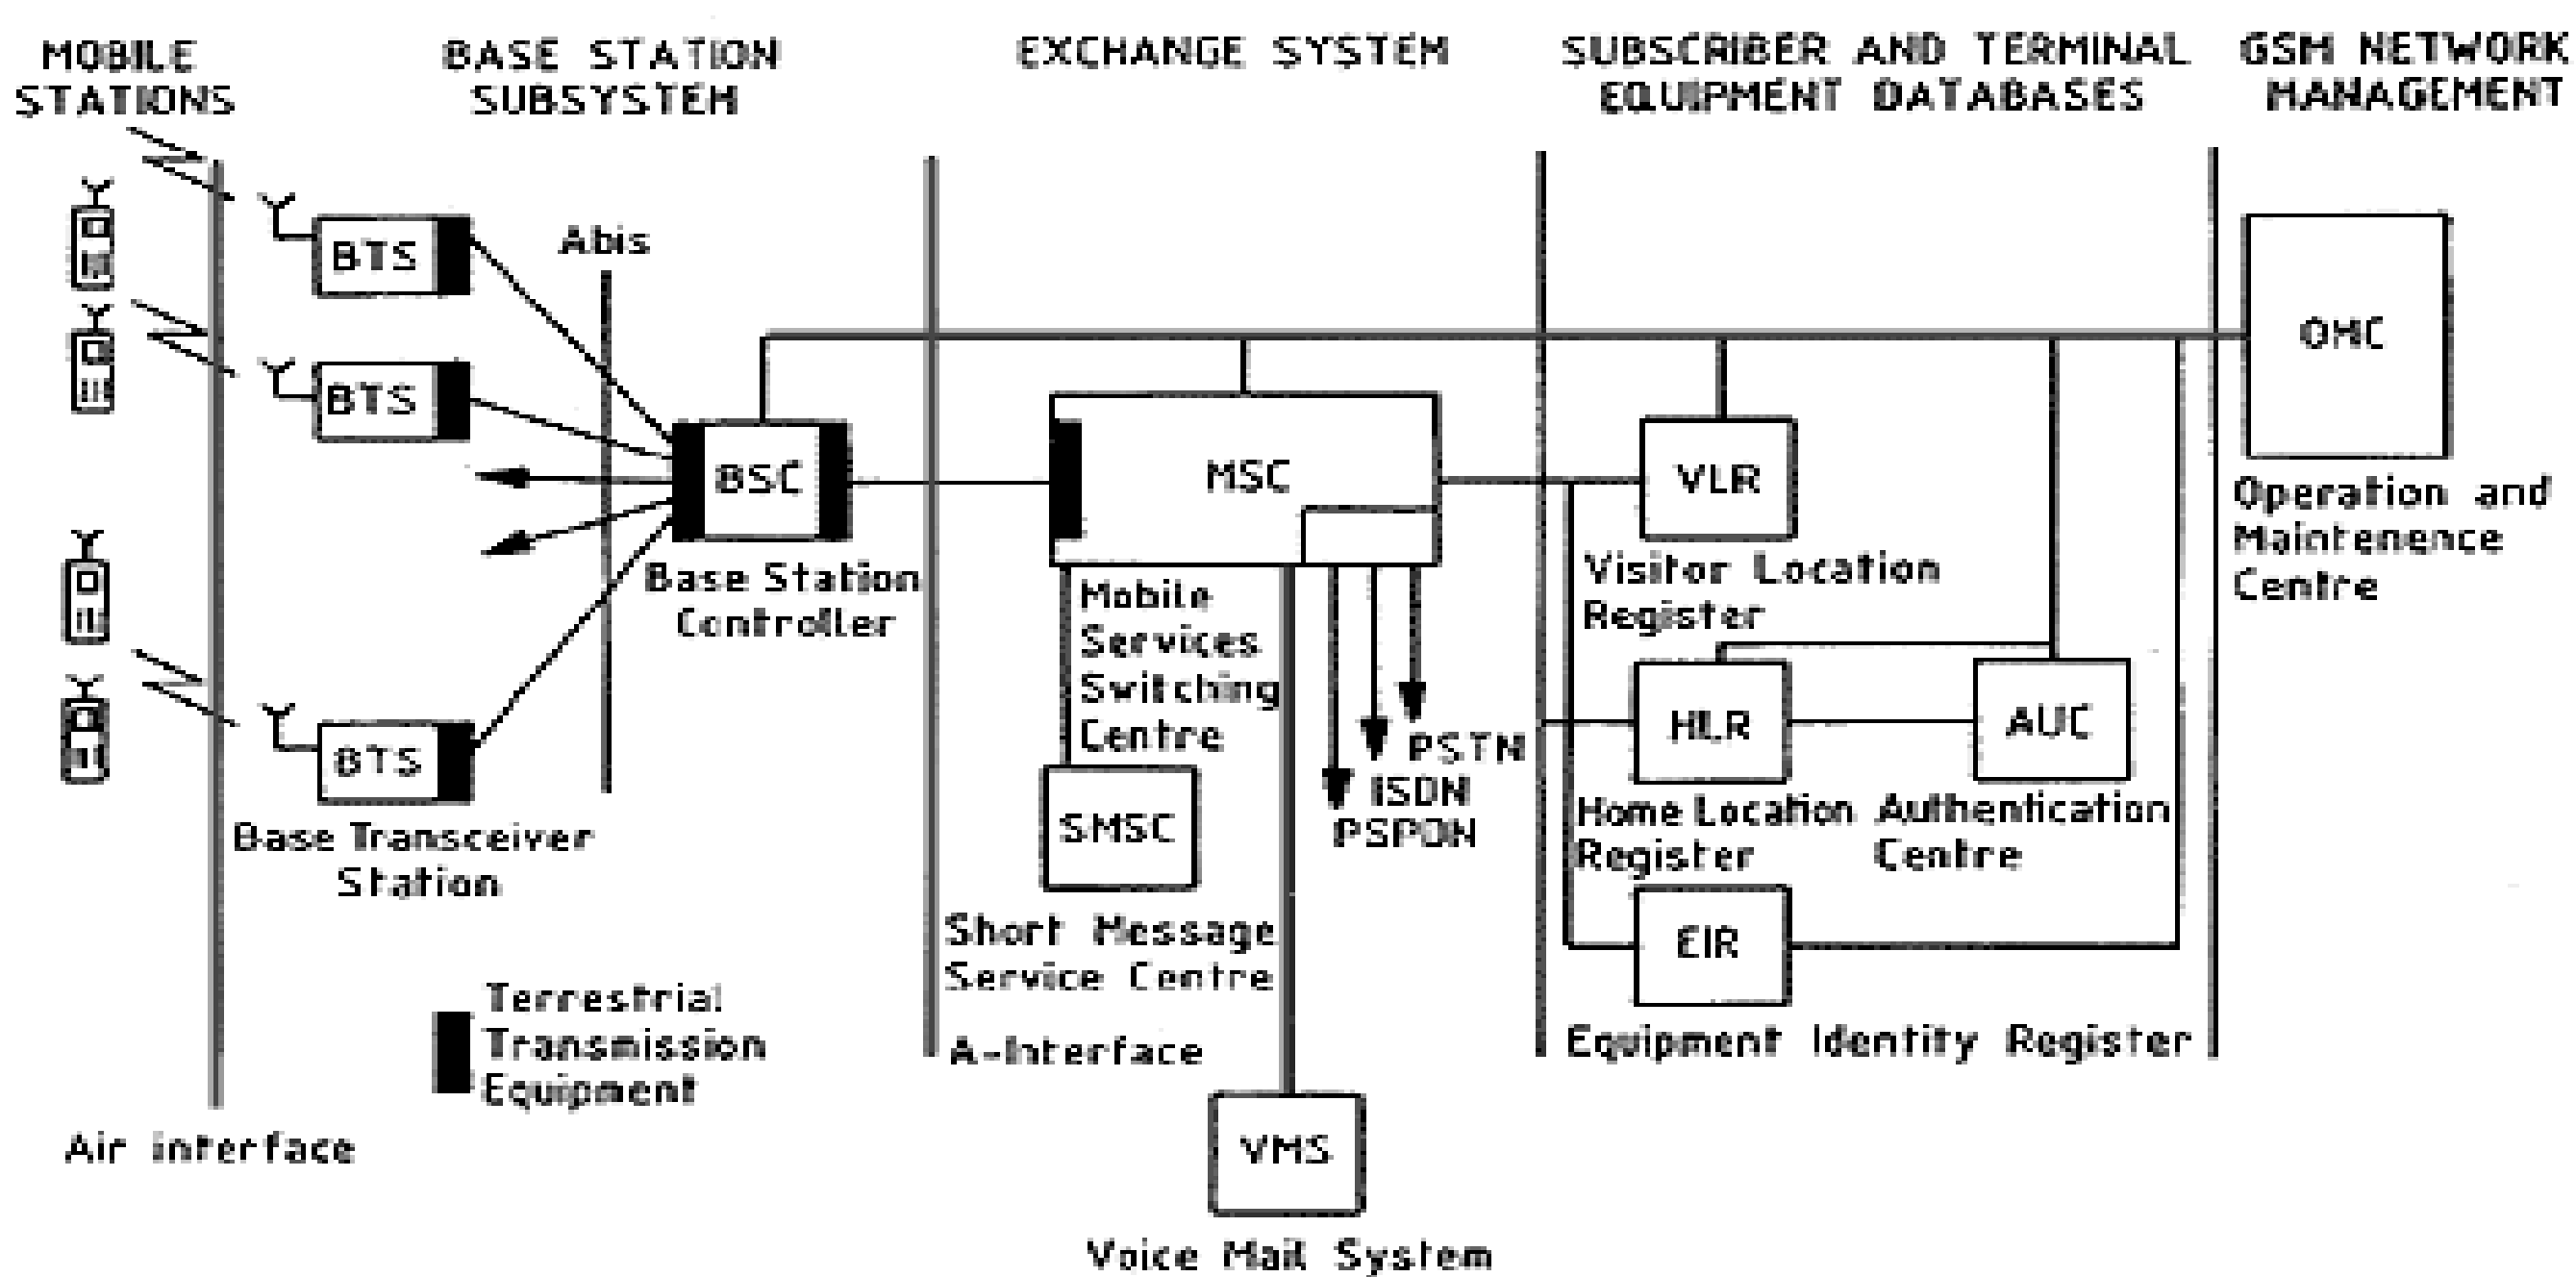 MOBILE
STATIONS
BASE STATION
SUBSYSTEM
EXCHANGE SYSTEM
SUBSCRIBER AND TERMINAL
EQUIPMENT DATABASES
GSM NETWORK
MANAGEMENT
BTS
Abis
BTS
BSC
Base Station
Controller
BTS
Base Transceiver
Station
Terrestrial
Transmission
Equipment
Air interface
MSC
Mobile
Services
Switching
Centre
PSTN
ISDN
PSPDN
SMSC
Short Message
Service Centre
A-Interface
VMS
Voice Mail System
VLR
Visitor Location
Register
HLR
Home Location
Register
AUC
Authentication
Centre
EIR
Equipment Identity Register
OMC
Operation and
Maintenence
Centre